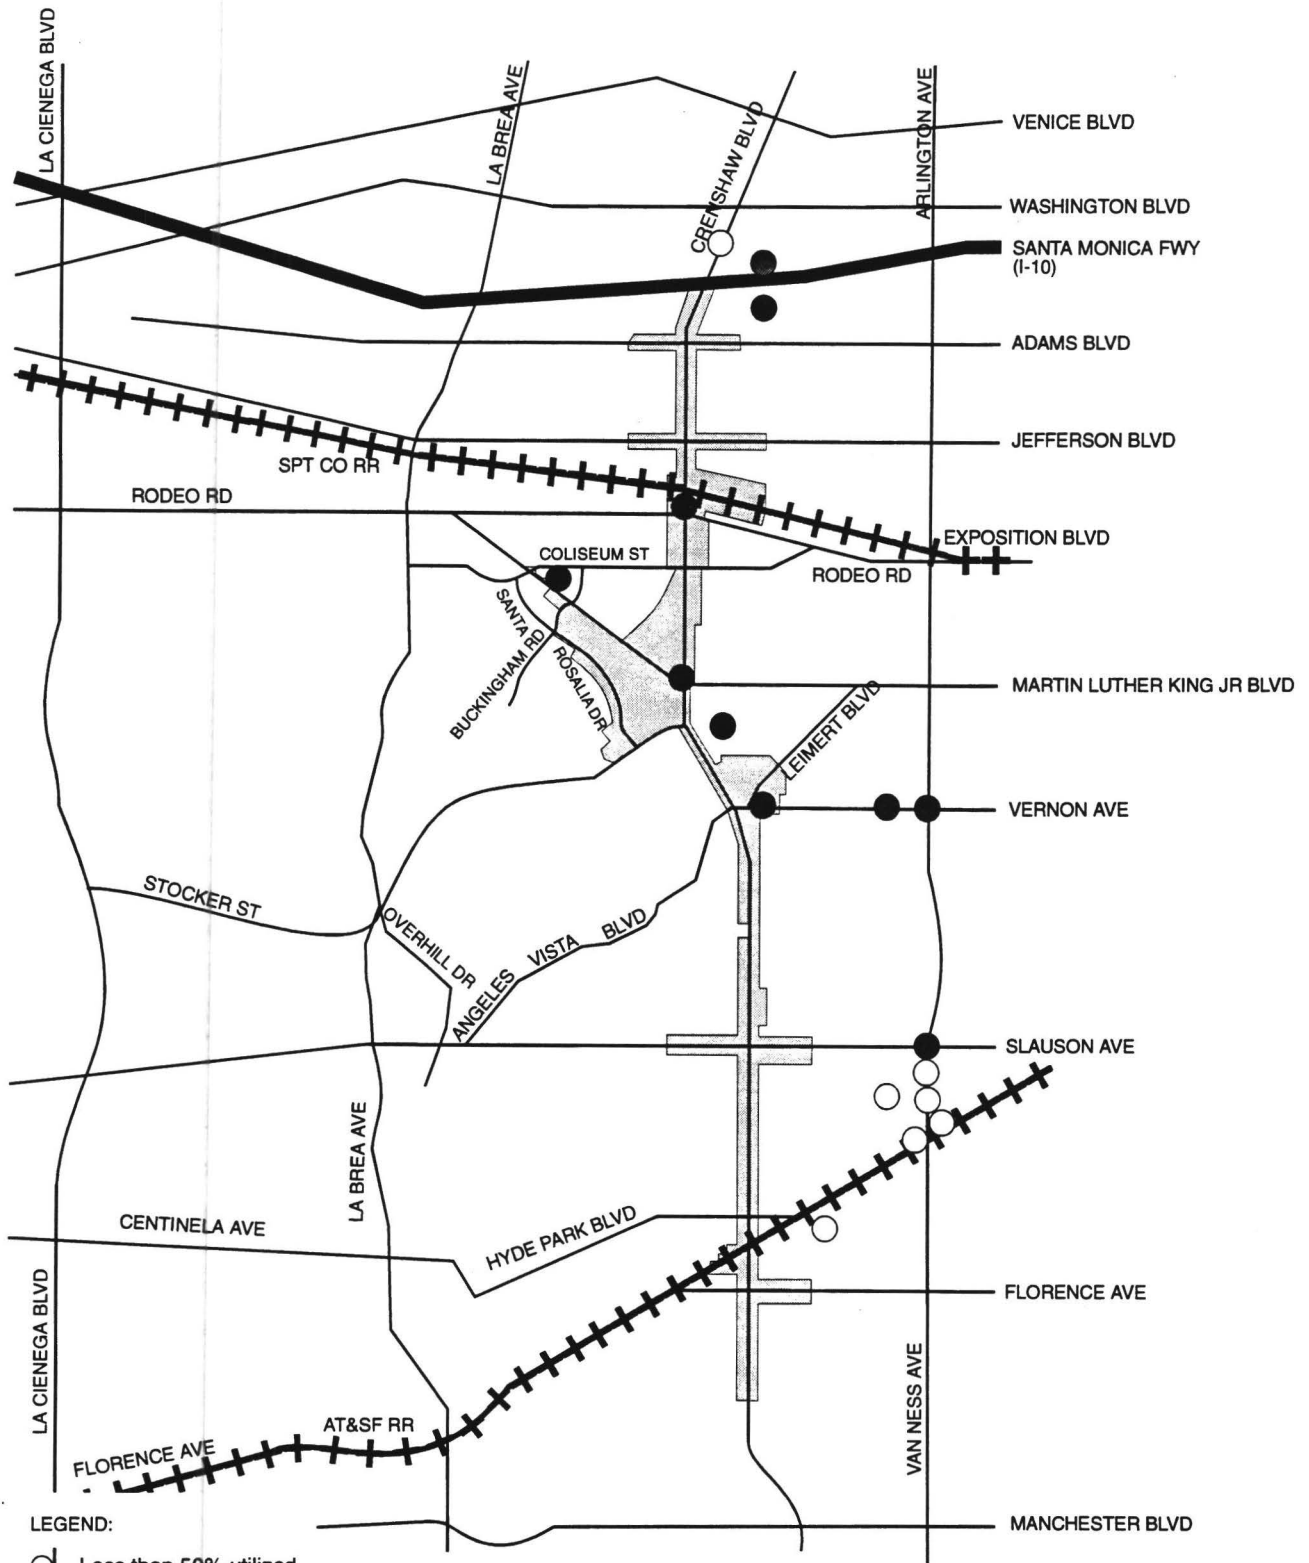 LA CIENEGA BLVD
LA BREA AVE
CRENSHAW BLVD
ARLINGTON AVE
VENICE BLVD
WASHINGTON BLVD
SANTA MONICA FWY
(I-10)
ADAMS BLVD
JEFFERSON BLVD
SPT CO RR
RODEO RD
EXPOSITION BLVD
COLISEUM ST
RODEO RD
SANTA
ROSALIA DR
BUCKINGHAM RD
MARTIN LUTHER KING JR BLVD
LEIMERT BLVD
VERNON AVE
STOCKER ST
OVERHILL DR
ANGELES VISTA BLVD
SLAUSON AVE
LA BREA AVE
CENTINELA AVE
HYDE PARK BLVD
FLORENCE AVE
LA CIENEGA BLVD
VAN NESS AVE
AT&SF RR
FLORENCE AVE
LEGEND:
MANCHESTER BLVD
Less than 50% utilized